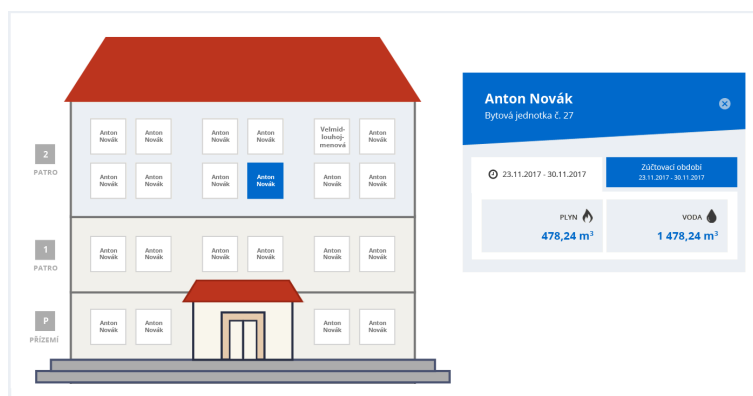 Anton Novák
Bytová jednotka č. 27
23.11.2017 - 30.11.2017
Zúčtovací období
23.11.2017 - 30.11.2017
PLYN
478,24 m³
VODA
1 478,24 m³
2
PATRO
Anton Novák
Anton Novák
Anton Novák
Anton Novák
Velmid-
louhoj-
menová
Anton Novák
Anton Novák
Anton Novák
Anton Novák
Anton Novák
Anton Novák
Anton Novák
1
PATRO
Anton Novák
Anton Novák
Anton Novák
Anton Novák
Anton Novák
Anton Novák
P
PŘÍZEMÍ
Anton Novák
Anton Novák
Anton Novák
Anton Novák